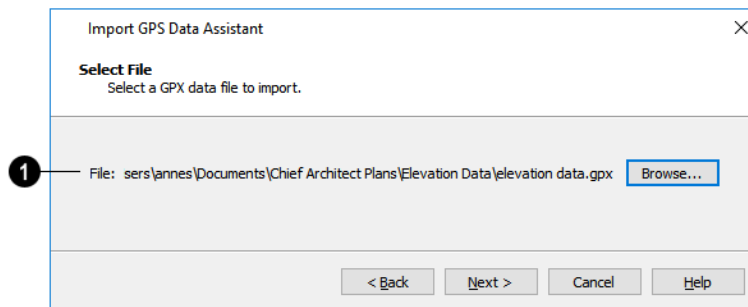 Import GPS Data Assistant
Select File
Select a GPX data file to import.
1
File: sers\annes\Documents\Chief Architect Plans\Elevation Data\elevation data.gpx Browse...
< Back Next > Cancel Help